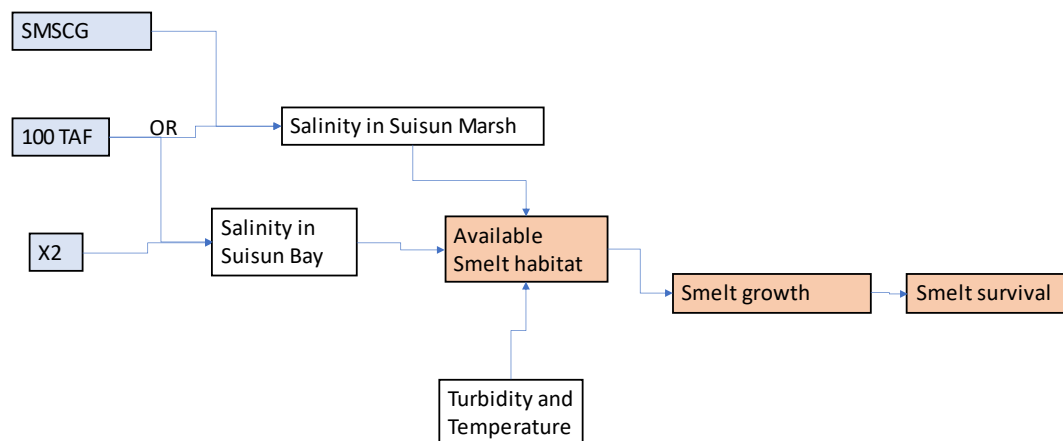 SMSCG
100 TAF
OR
Salinity in Suisun Marsh
X2
Salinity in
Suisun Bay
Available
Smelt habitat
Smelt growth
Smelt survival
Turbidity and
Temperature